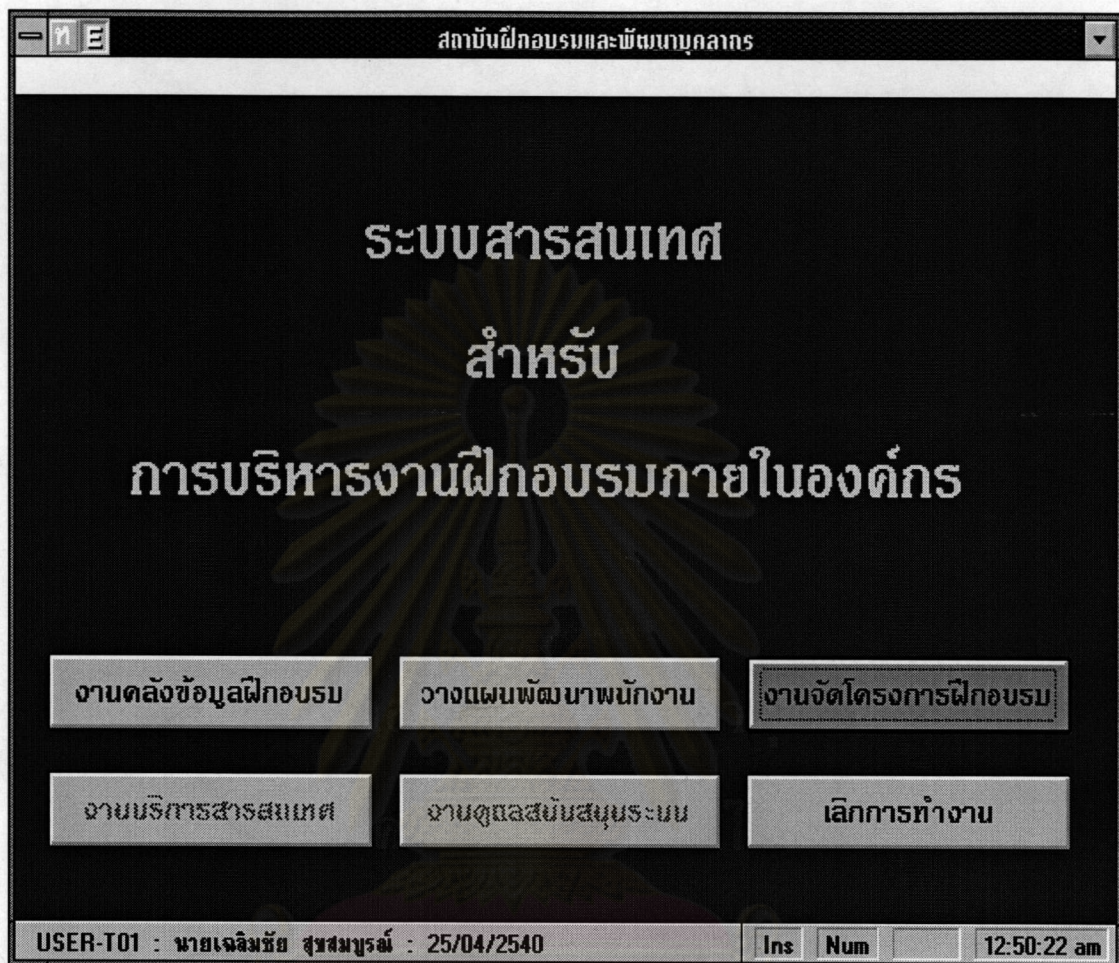 ท E สถาบันฝึกอบรมและพัฒนาบุคลากร
ระบบสารสนเทศ
สำหรับ
การบริหารงานฝึกอบรมภายในองค์กร
งานคลังข้อมูลฝึกอบรม วางแผนพัฒนาพนักงาน งานจัดโครงการฝึกอบรม
งานบริการสารสนเทศ งานดูแลสนับสนุนระบบ เลิกการทำงาน
USER-T01 : นายเฉลิมชัย สุขสมบูรณ์ : 25/04/2540 Ins Num 12:50:22 am